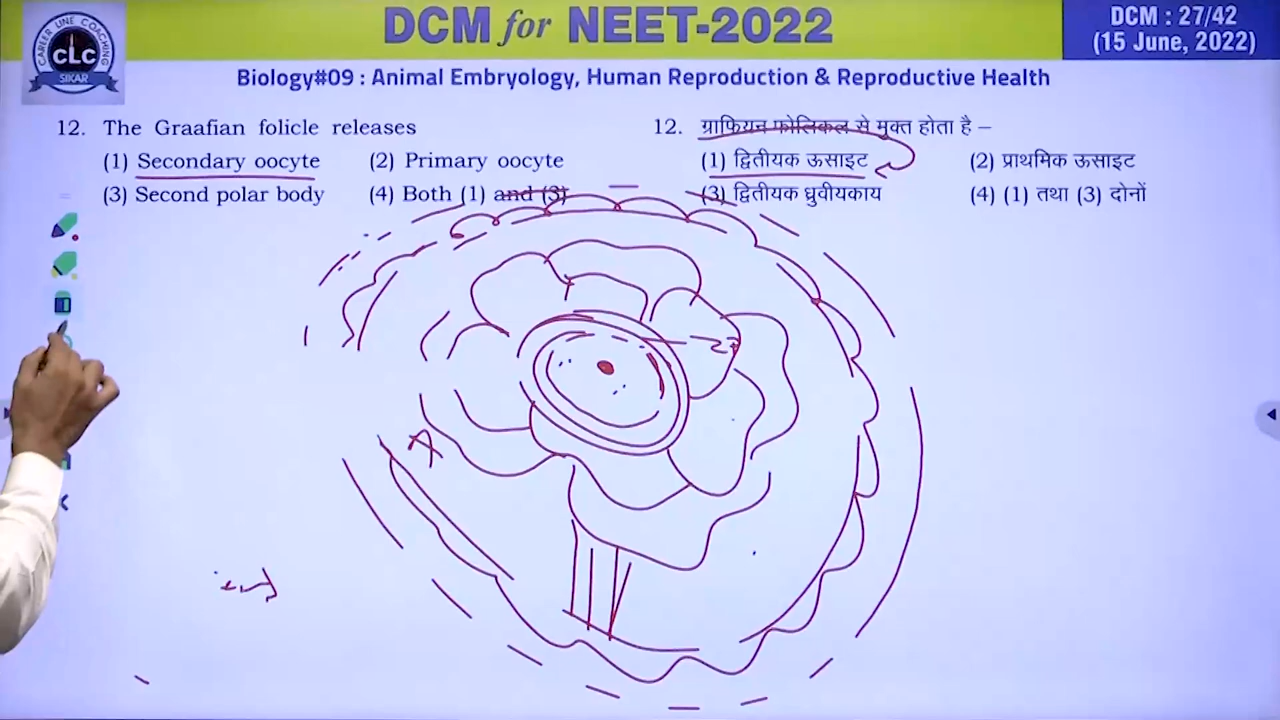 DCM for NEET-2022
DCM : 27/42
(15 June, 2022)
CAREER LINE COACHING
CLC
SIKAR
Biology#09 : Animal Embryology, Human Reproduction & Reproductive Health
12. The Graafian follicle releases
(1) Secondary oocyte (2) Primary oocyte
(3) Second polar body (4) Both (1) and (3)
12. ग्राफियन फोलिकल से मुक्त होता है –
(1) द्वितीयक ऊसाइट (2) प्राथमिक ऊसाइट
(3) द्वितीयक ध्रुवीयकाय (4) (1) तथा (3) दोनों